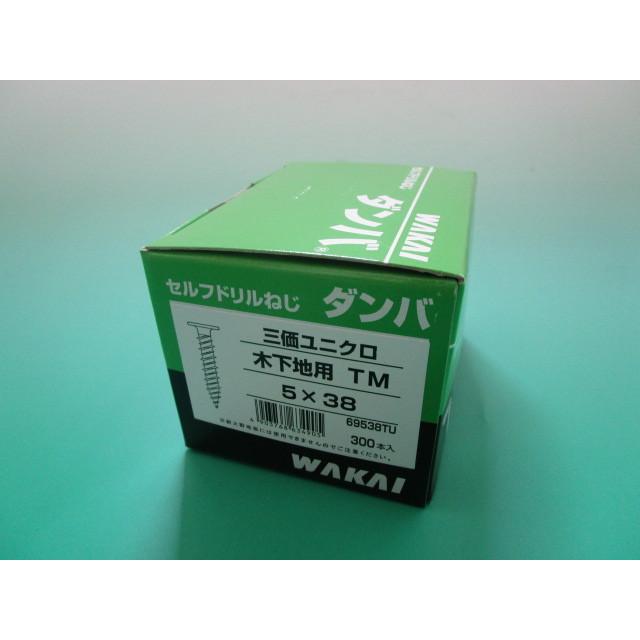 WAKAI
ダンバ®
セルフドリルねじ ダンバ
三価ユニクロ
木下地用 TM
5×38
69538TU
300本入
WAKAI